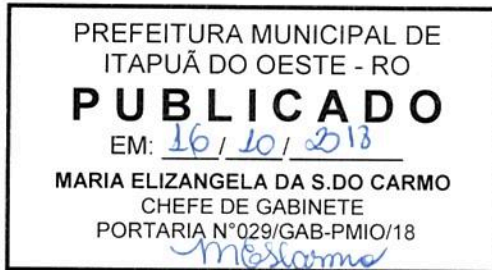 PREFEITURA MUNICIPAL DE
ITAPUÃ DO OESTE - RO
PUBLICADO
EM: 16 / 10 / 2018
MARIA ELIZANGELA DA S.DO CARMO
CHEFE DE GABINETE
PORTARIA N°029/GAB-PMIO/18
MEScarmo